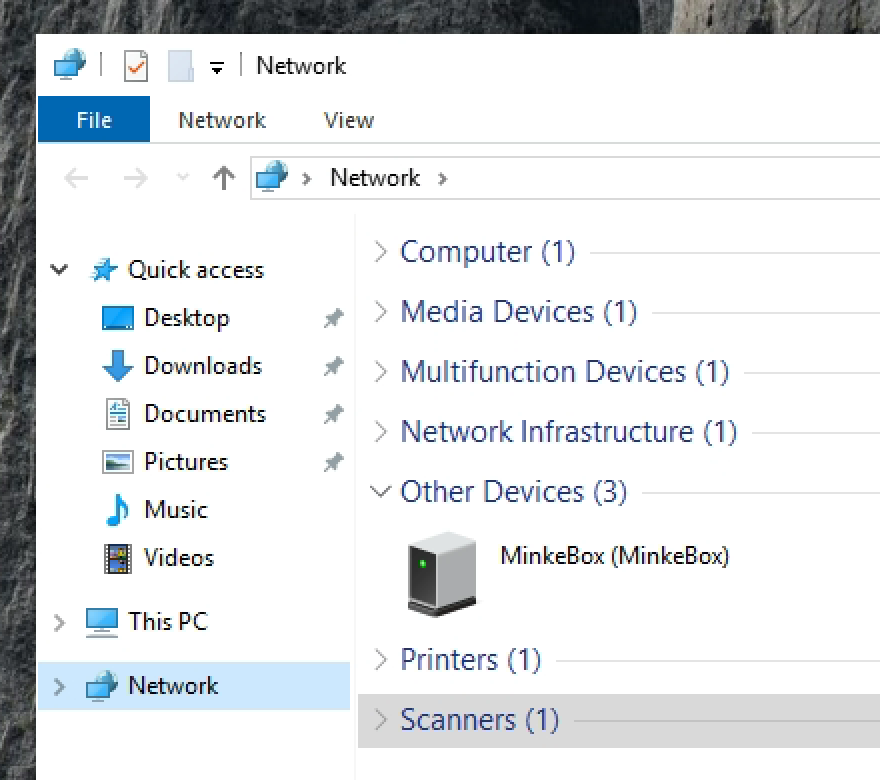 Network
File Network View
Network
Quick access
Desktop
Downloads
Documents
Pictures
Music
Videos
This PC
Network
Computer (1)
Media Devices (1)
Multifunction Devices (1)
Network Infrastructure (1)
Other Devices (3)
MinkeBox (MinkeBox)
Printers (1)
Scanners (1)